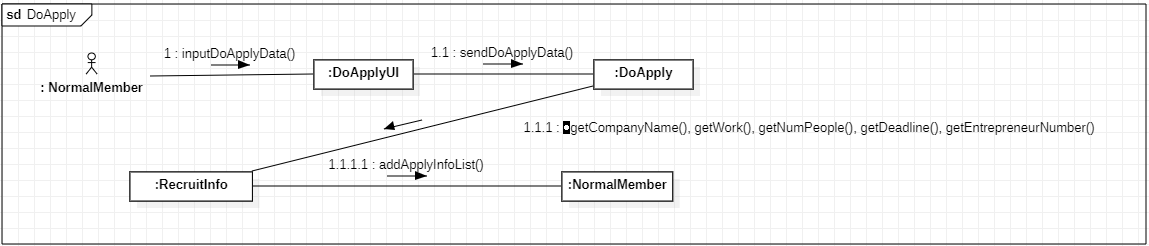 sd DoApply
1 : inputDoApplyData()
1.1 : sendDoApplyData()
: NormalMember
:DoApplyUI
:DoApply
1.1.1 : getCompanyName(), getWork(), getNumPeople(), getDeadline(), getEntrepreneurNumber()
1.1.1.1 : addApplyInfoList()
:RecruitInfo
:NormalMember